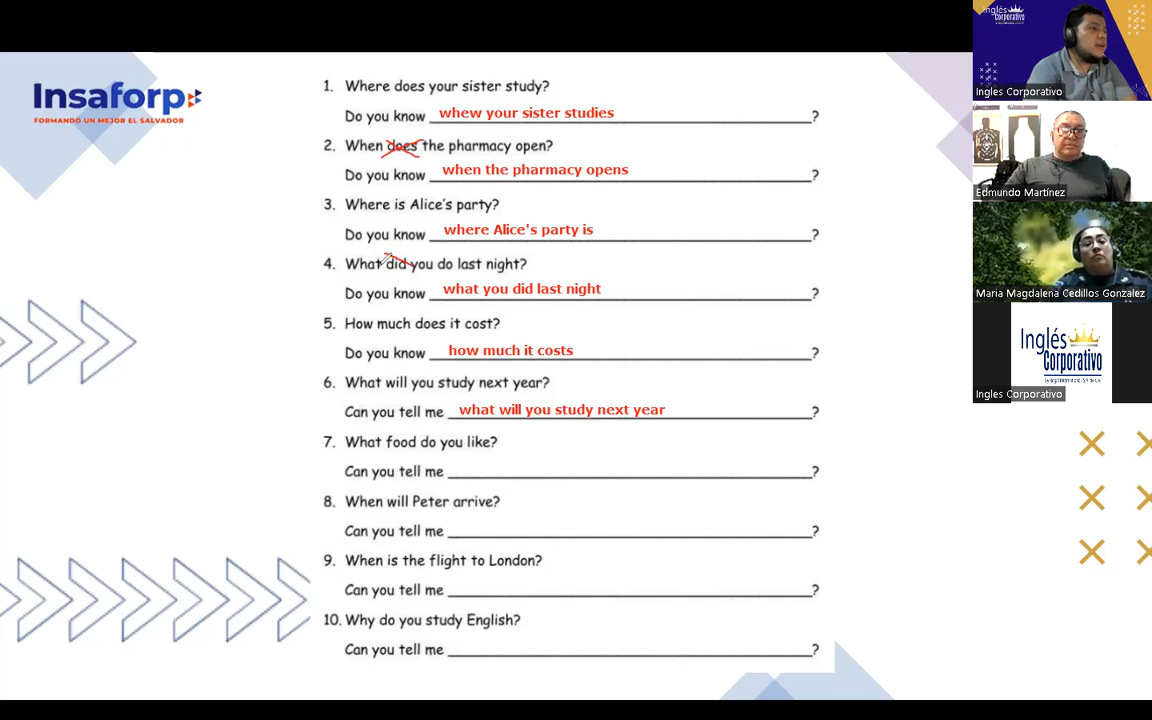 Insaforp
FORMANDO UN MEJOR EL SALVADOR
1. Where does your sister study?
Do you know whew your sister studies ?
2. When does the pharmacy open?
Do you know when the pharmacy opens ?
3. Where is Alice's party?
Do you know where Alice's party is ?
4. What did you do last night?
Do you know what you did last night ?
5. How much does it cost?
Do you know how much it costs ?
6. What will you study next year?
Can you tell me what will you study next year ?
7. What food do you like?
Can you tell me ?
8. When will Peter arrive?
Can you tell me ?
9. When is the flight to London?
Can you tell me ?
10. Why do you study English?
Can you tell me ?
Inglés
Corporativo
Ingles Corporativo
Edmundo Martínez
Maria Magdalena Cedillos Gonzalez
Inglés
Corporativo
Ingles Corporativo